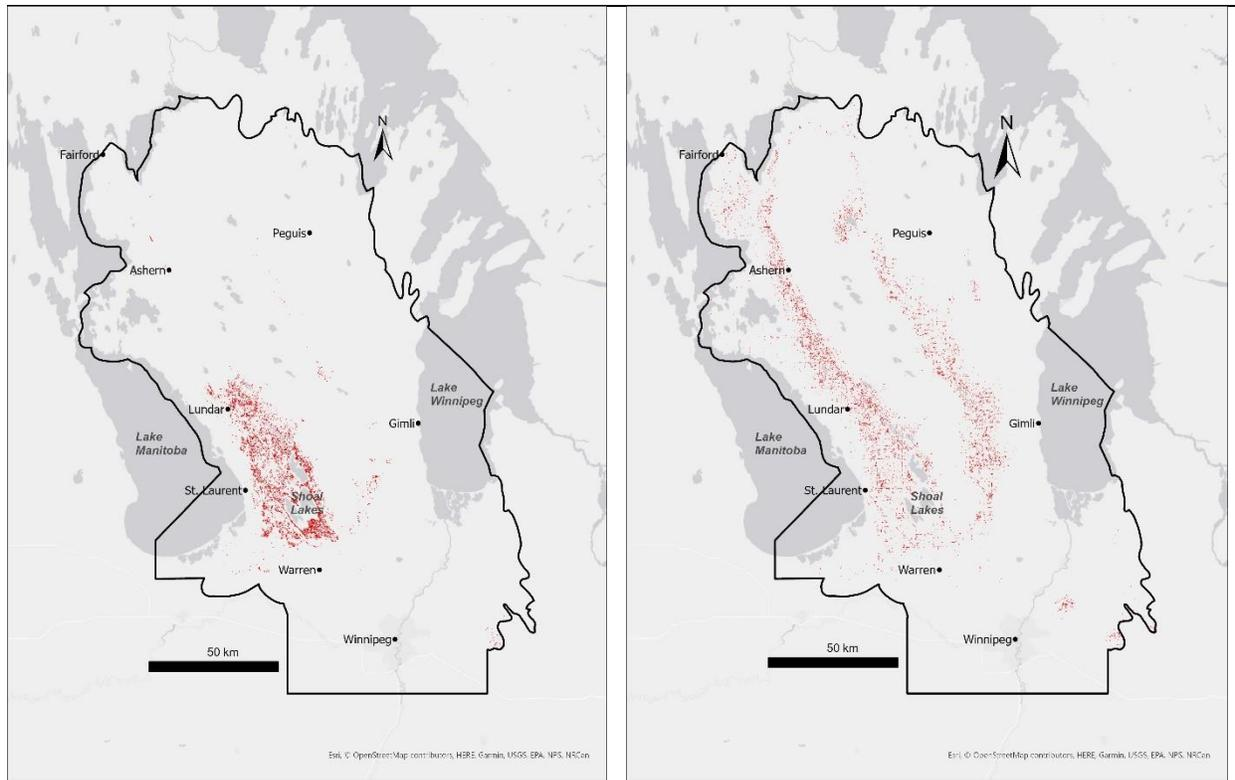 N
Fairford
Peguis
Ashern
Lake
Winnipeg
Lundar
Gimli
Lake
Manitoba
St. Laurent
Shoal
Lakes
Warren
Winnipeg
50 km
Esri, © OpenStreetMap contributors, HERE, Garmin, USGS, EPA, NPS, NRCan
N
Fairford
Peguis
Ashern
Lake
Winnipeg
Lundar
Gimli
Lake
Manitoba
St. Laurent
Shoal
Lakes
Warren
Winnipeg
50 km
Esri, © OpenStreetMap contributors, HERE, Garmin, USGS, EPA, NPS, NRCan